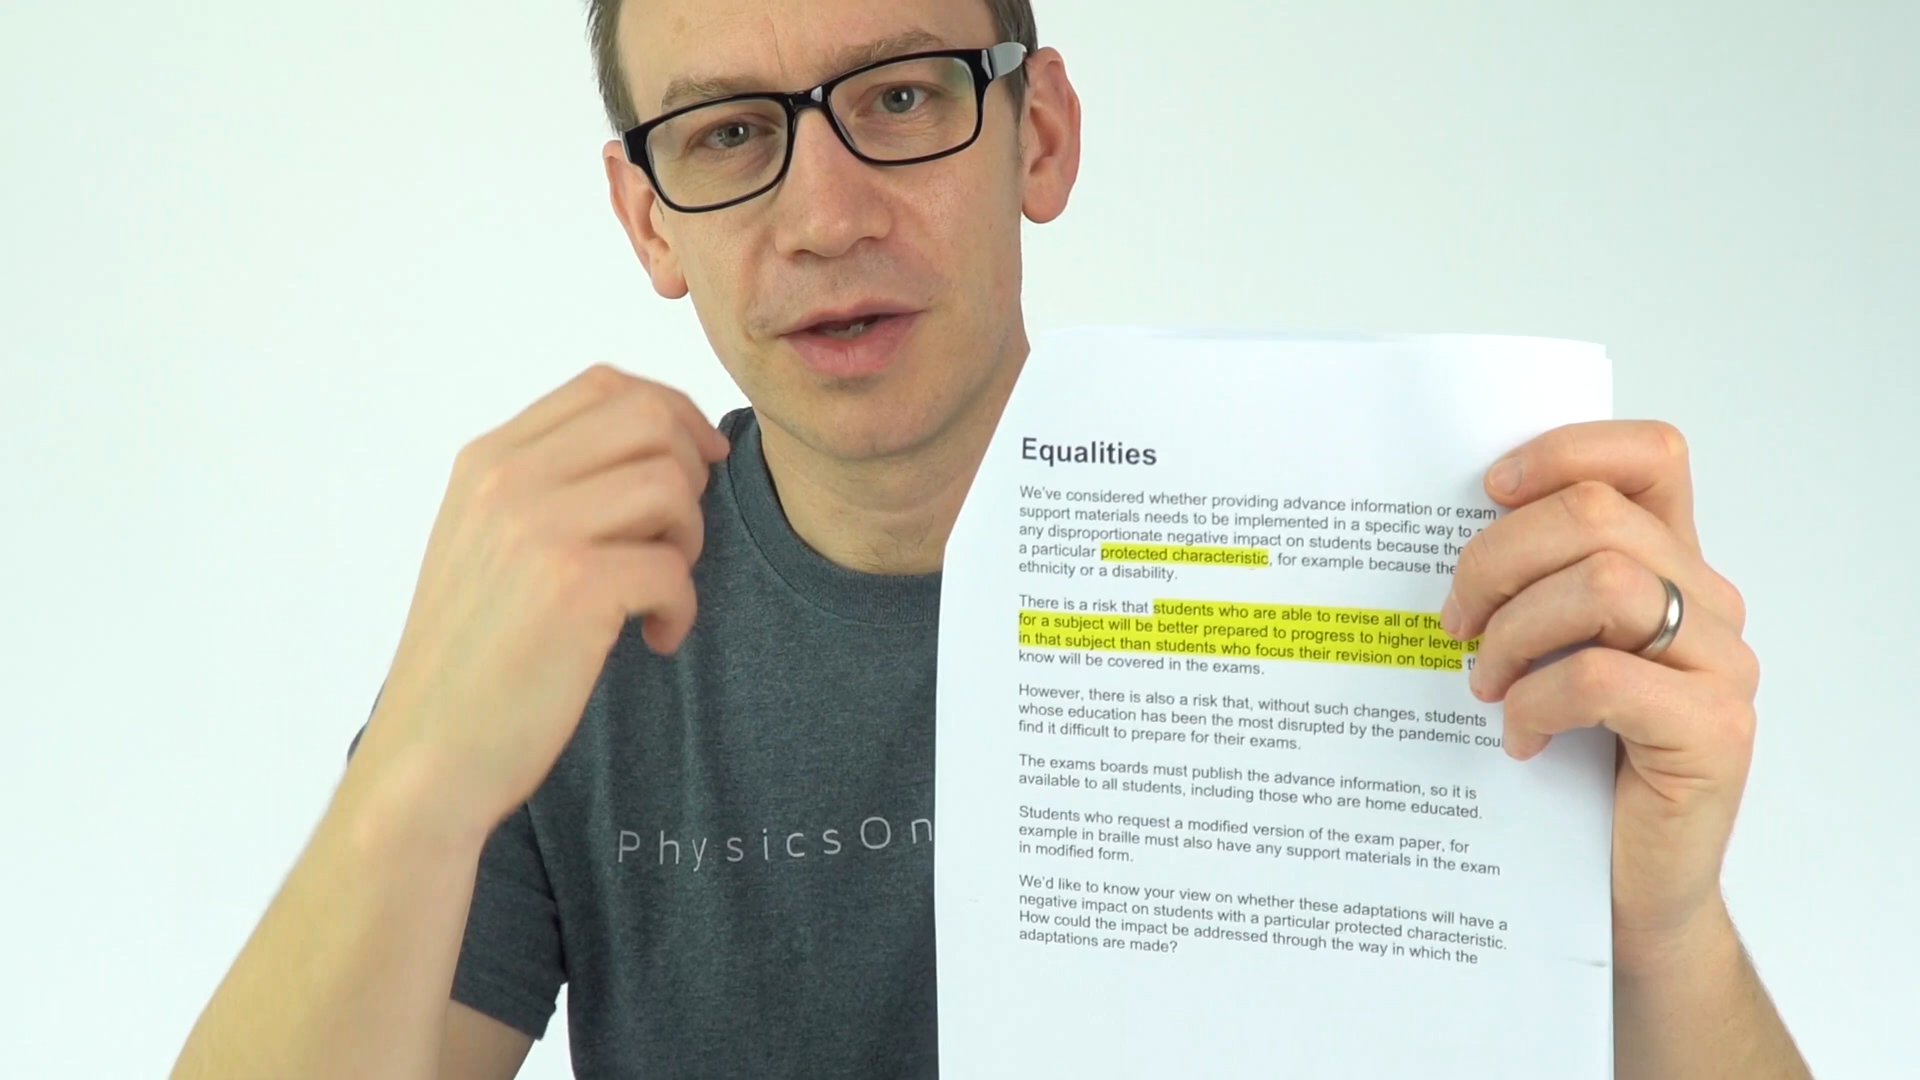 PhysicsOn
Equalities
We've considered whether providing advance information or exam
support materials needs to be implemented in a specific way to
any disproportionate negative impact on students because
a particular protected characteristic, for example because the
ethnicity or a disability.
There is a risk that students who are able to revise all of the
for a subject will be better prepared to progress to higher level
in that subject than students who focus their revision on topics
know will be covered in the exams.
However, there is also a risk that, without such changes, students
whose education has been the most disrupted by the pandemic
find it difficult to prepare for their exams.
The exams boards must publish the advance information, so it is
available to all students, including those who are home educated.
Students who request a modified version of the exam paper, for
example in braille must also have any support materials in the exam
in modified form.
We'd like to know your view on whether these adaptations will have a
negative impact on students with a particular protected characteristic.
How could the impact be addressed through the way in which the
adaptations are made?